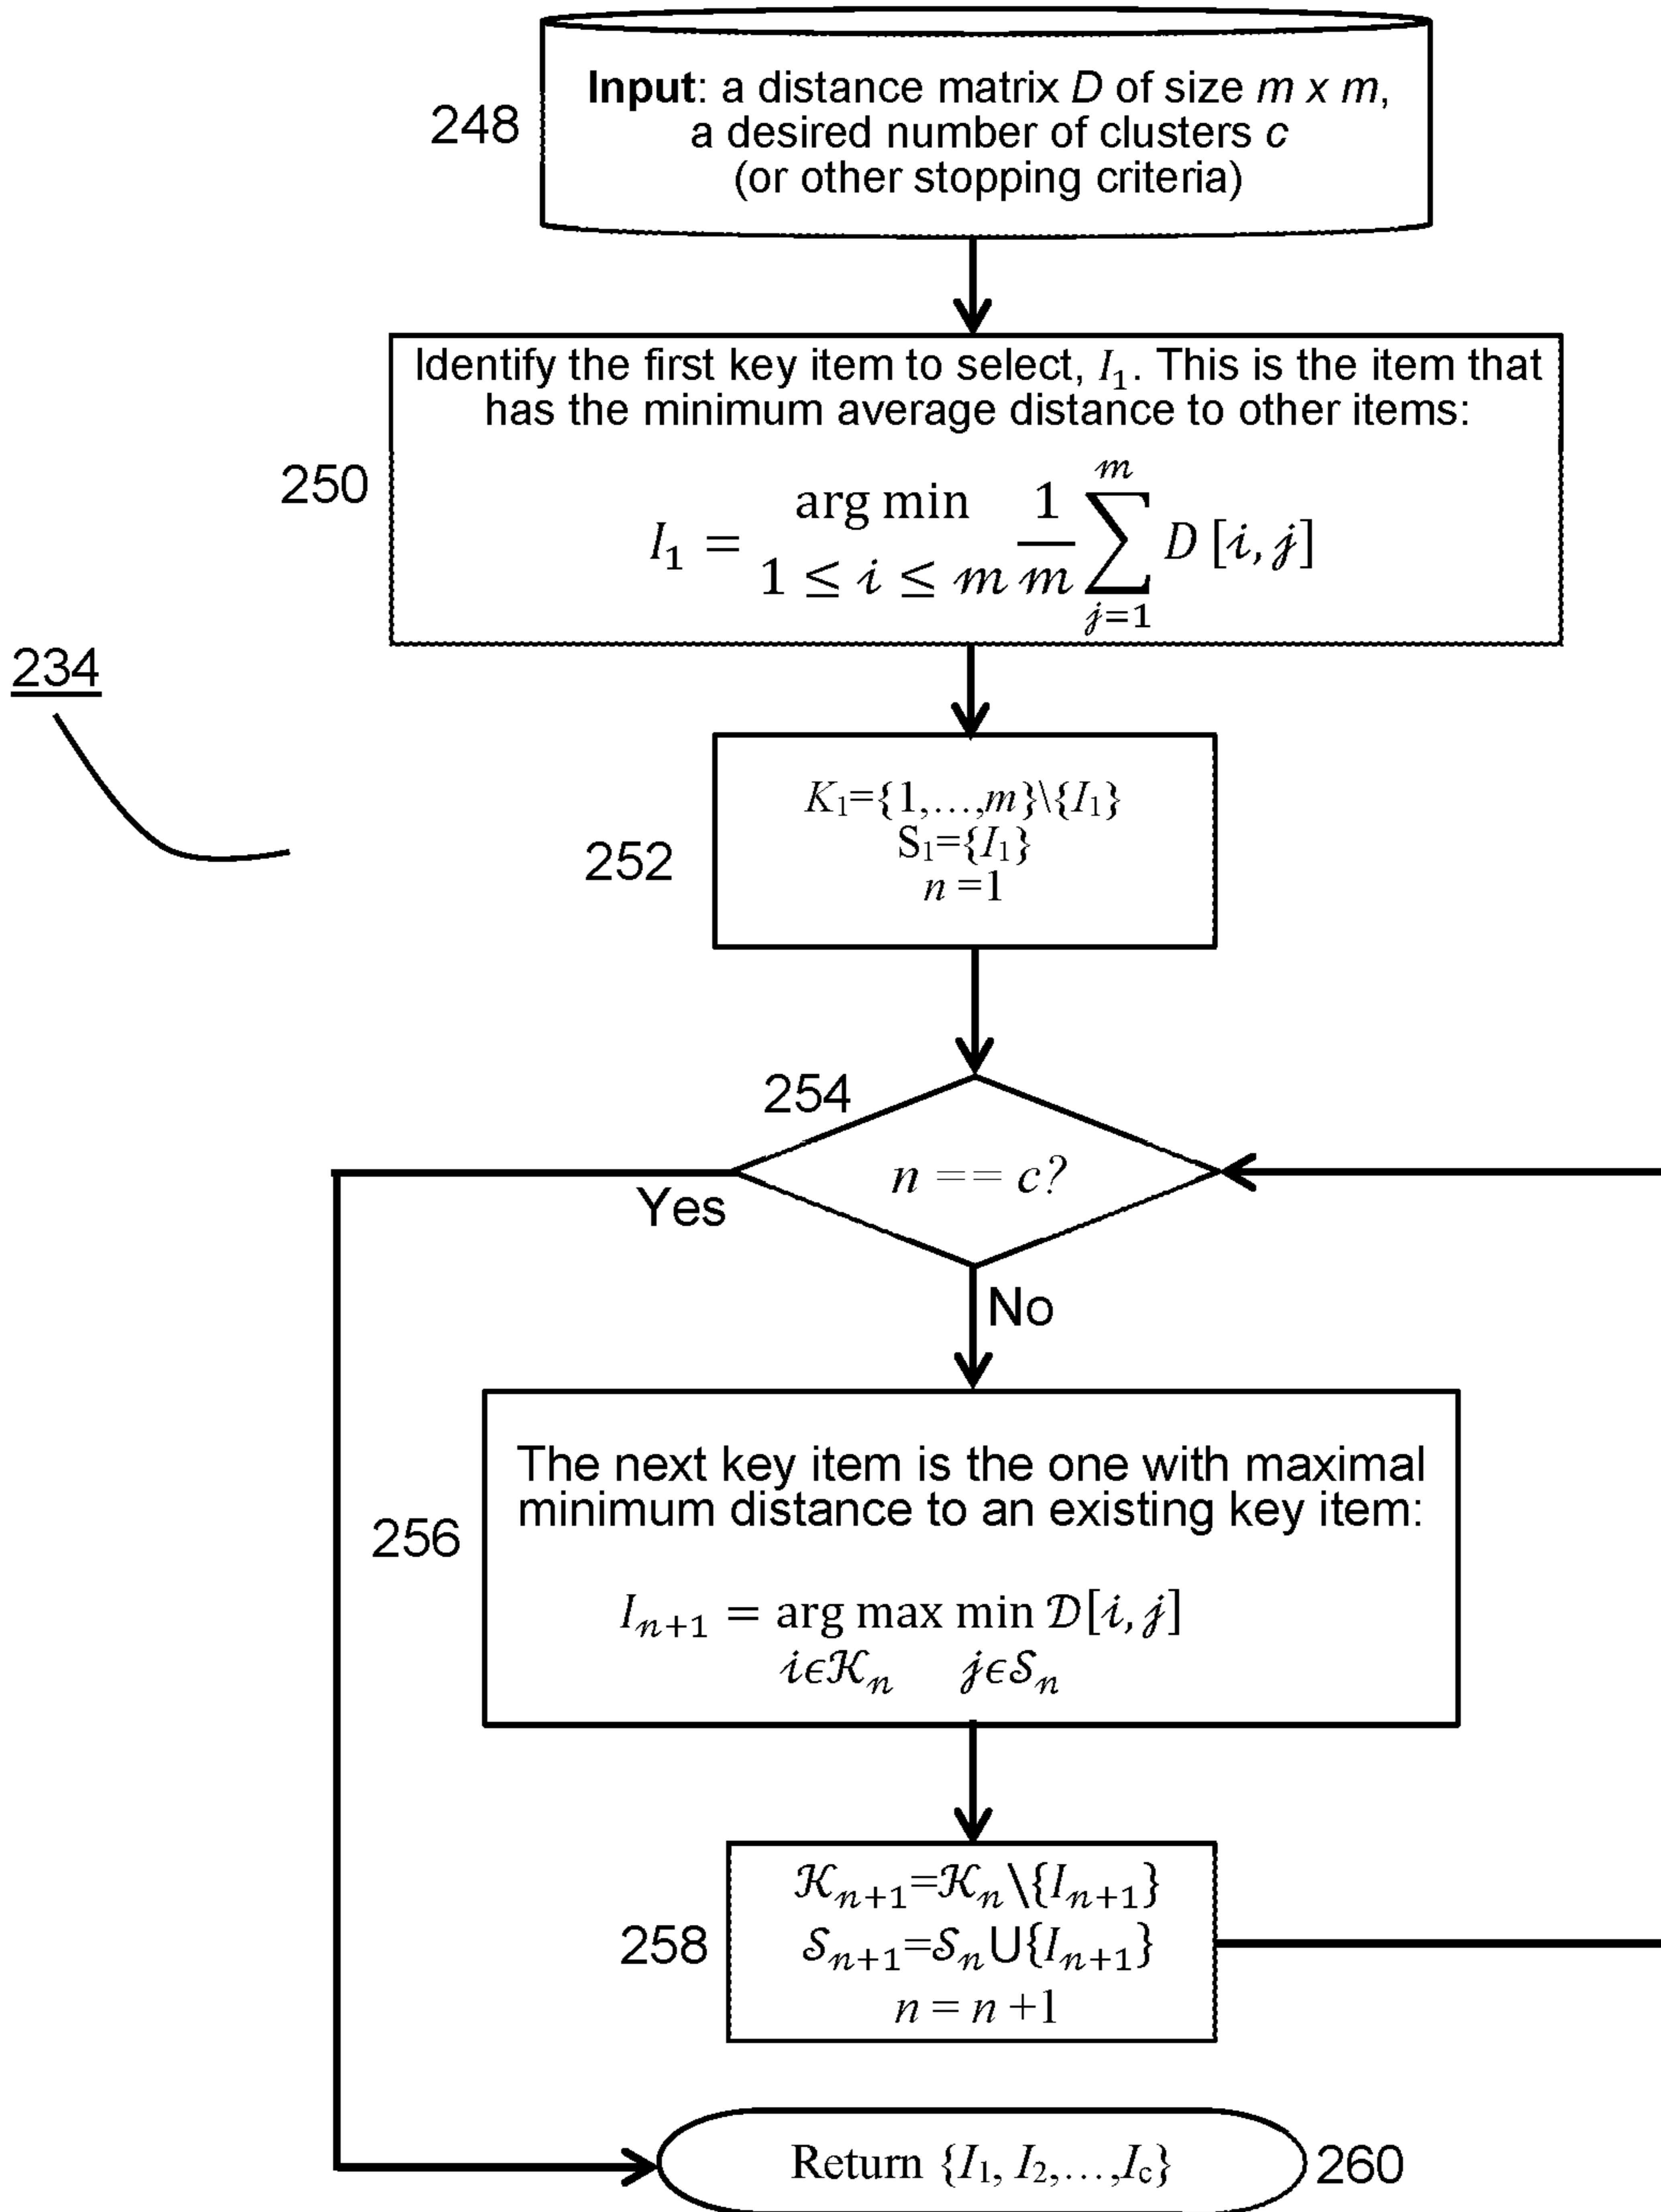 248
Input: a distance matrix D of size m x m,
a desired number of clusters c
(or other stopping criteria)
Identify the first key item to select, I₁. This is the item that
has the minimum average distance to other items:
250
I₁ = arg min 1 ≤ i ≤ m 1/m ∑ j=1 m D [i, j]
234
252
K₁={1,…,m}\{I₁}
S₁={I₁}
n =1
254
n == c?
Yes
No
The next key item is the one with maximal
minimum distance to an existing key item:
256
Iₙ₊₁ = arg max min 𝒟[i, j]
iϵ𝒦ₙ jϵ𝒮ₙ
𝒦ₙ₊₁=𝒦ₙ\{Iₙ₊₁}
258
𝒮ₙ₊₁=𝒮ₙ∪{Iₙ₊₁}
n = n +1
Return {I₁, I₂,…,I_c}
260